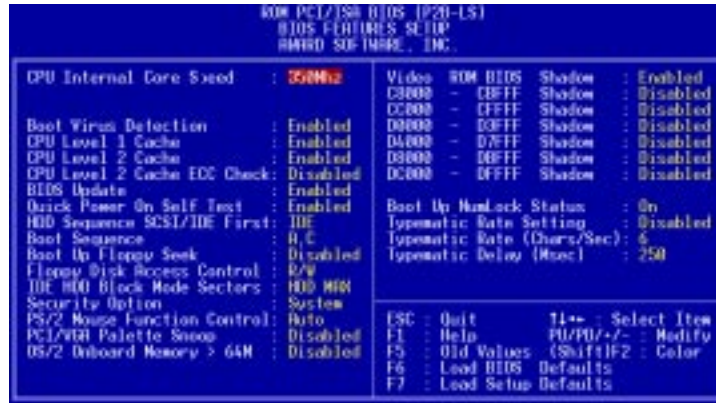 ROM PCI/ISA BIOS (P2B-LS)
BIOS FEATURES SETUP
AWARD SOFTWARE, INC.
CPU Internal Core Speed : 350Mhz
Boot Virus Detection : Enabled
CPU Level 1 Cache : Enabled
CPU Level 2 Cache : Enabled
CPU Level 2 Cache ECC Check: Disabled
BIOS Update : Enabled
Quick Power On Self Test : Enabled
HDD Sequence SCSI/IDE First: IDE
Boot Sequence : A,C
Boot Up Floppy Seek : Disabled
Floppy Disk Access Control : R/W
IDE HDD Block Mode Sectors : HDD MAX
Security Option : System
PS/2 Mouse Function Control: Auto
PCI/VGA Palette Snoop : Disabled
OS/2 Onboard Memory > 64M : Disabled
Video ROM BIOS Shadow : Enabled
C8000 - CBFFF Shadow : Disabled
CC000 - CFFFF Shadow : Disabled
D0000 - D3FFF Shadow : Disabled
D4000 - D7FFF Shadow : Disabled
D8000 - DBFFF Shadow : Disabled
DC000 - DFFFF Shadow : Disabled
Boot Up NumLock Status : On
Typematic Rate Setting : Disabled
Typematic Rate (Chars/Sec) : 6
Typematic Delay (Msec) : 250
ESC : Quit ↑↓→← : Select Item
F1 : Help PU/PD/+/- : Modify
F5 : Old Values (Shift)F2 : Color
F6 : Load BIOS Defaults
F7 : Load Setup Defaults